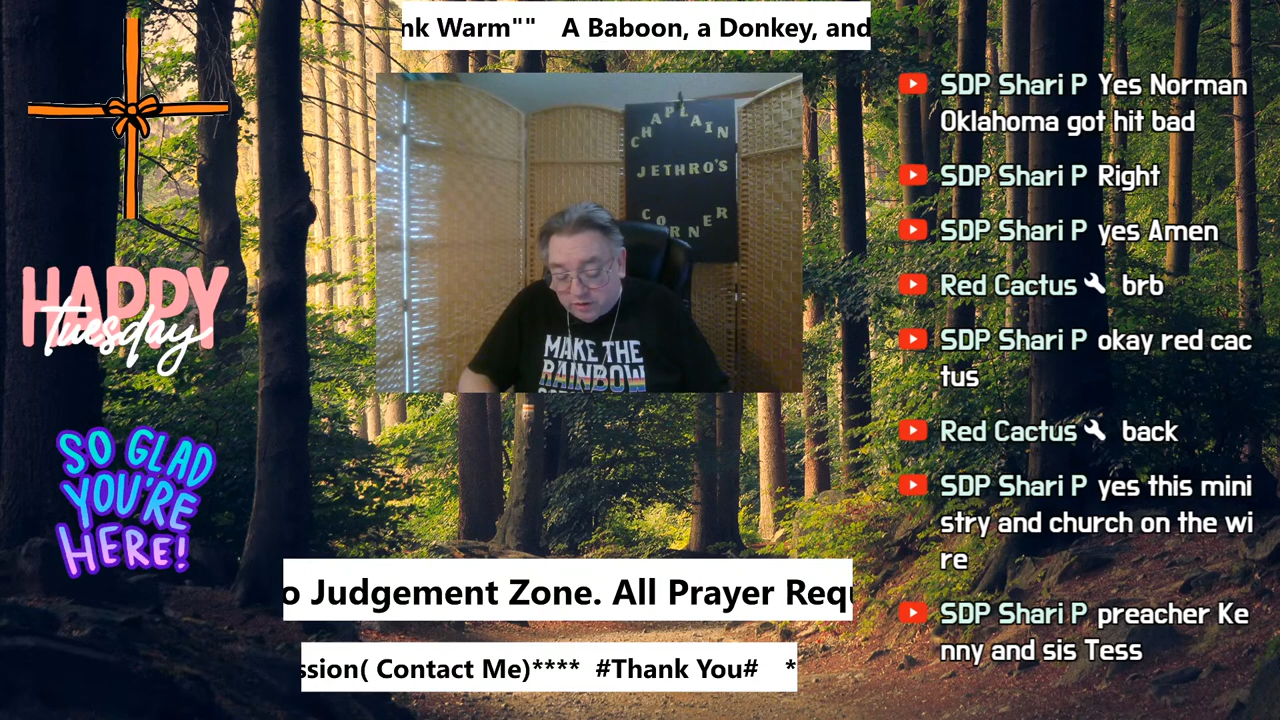 nk Warm"" A Baboon, a Donkey, and
CHAPLAIN
JETHRO'S
CORNER
MAKE THE
RAINBOW
HAPPY
Tuesday
SO GLAD
YOU'RE
HERE!
o Judgement Zone. All Prayer Requ
ssion( Contact Me)**** #Thank You# *
SDP Shari P Yes Norman
Oklahoma got hit bad
SDP Shari P Right
SDP Shari P yes Amen
Red Cactus brb
SDP Shari P okay red cac
tus
Red Cactus back
SDP Shari P yes this mini
stry and church on the wi
re
SDP Shari P preacher Ke
nny and sis Tess